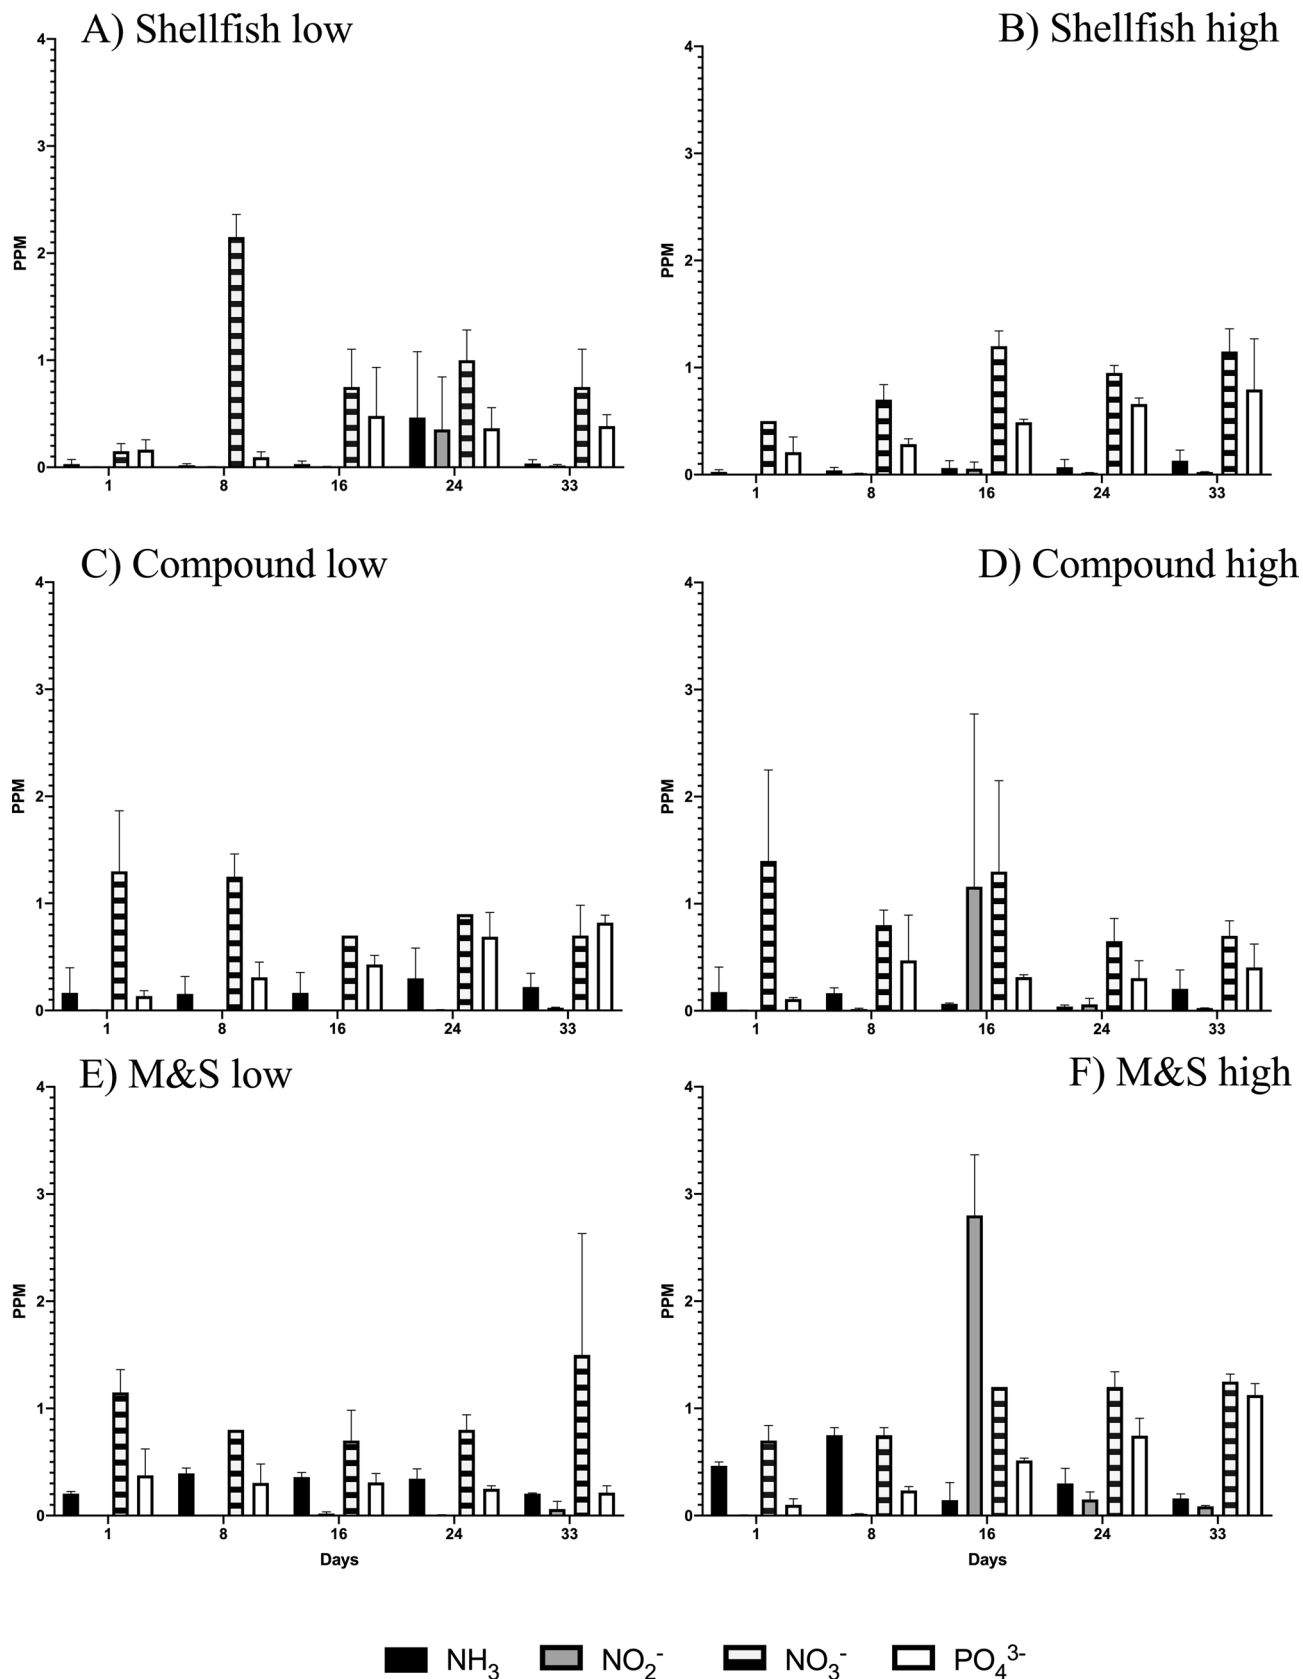 A) Shellfish low
4
3
2
1
0
PPM
1 8 16 24 33
B) Shellfish high
4
3
2
1
0
PPM
1 8 16 24 33
C) Compound low
4
3
2
1
0
PPM
1 8 16 24 33
D) Compound high
4
3
2
1
0
PPM
1 8 16 24 33
E) M&S low
4
3
2
1
0
PPM
1 8 16 24 33
Days
F) M&S high
4
3
2
1
0
PPM
1 8 16 24 33
Days
NH₃ NO₂⁻ NO₃⁻ PO₄³⁻